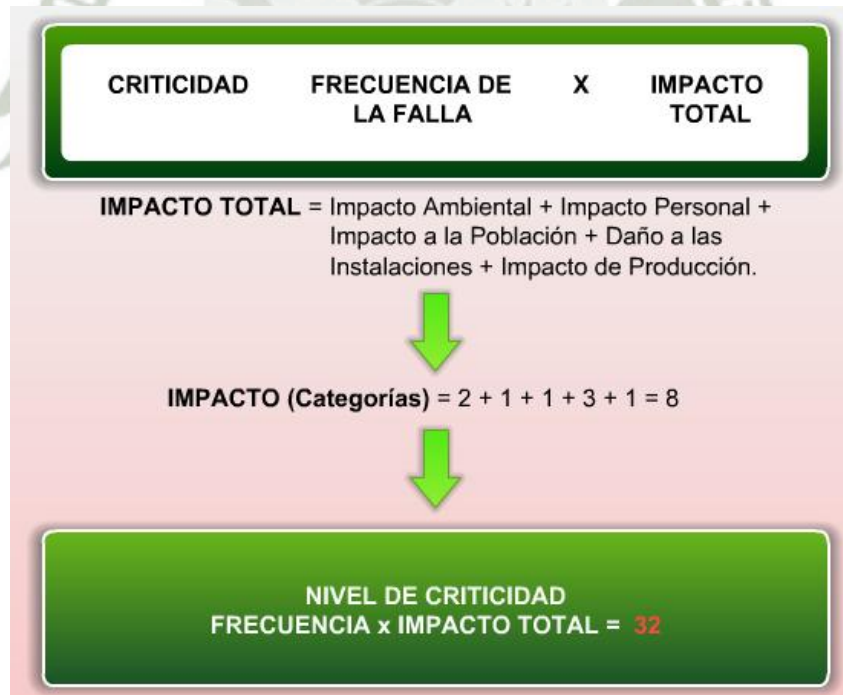 CRITICIDAD FRECUENCIA DE X IMPACTO
LA FALLA TOTAL
IMPACTO TOTAL = Impacto Ambiental + Impacto Personal +
Impacto a la Población + Daño a las
Instalaciones + Impacto de Producción.
IMPACTO (Categorías) = 2 + 1 + 1 + 3 + 1 = 8
NIVEL DE CRITICIDAD
FRECUENCIA x IMPACTO TOTAL = 32